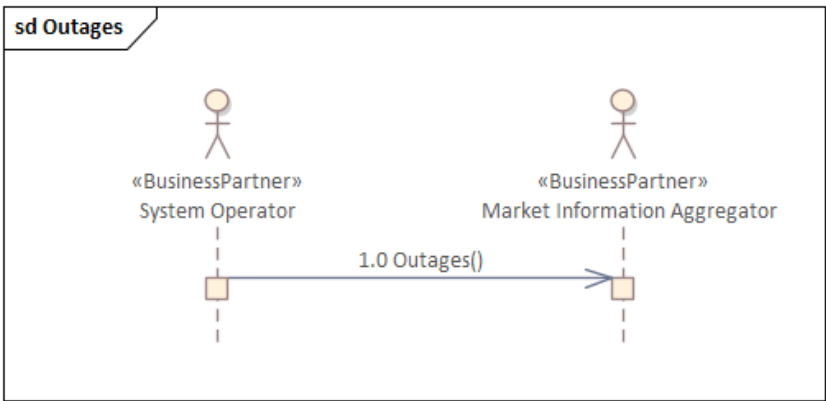 sd Outages
«BusinessPartner»
System Operator
«BusinessPartner»
Market Information Aggregator
1.0 Outages()